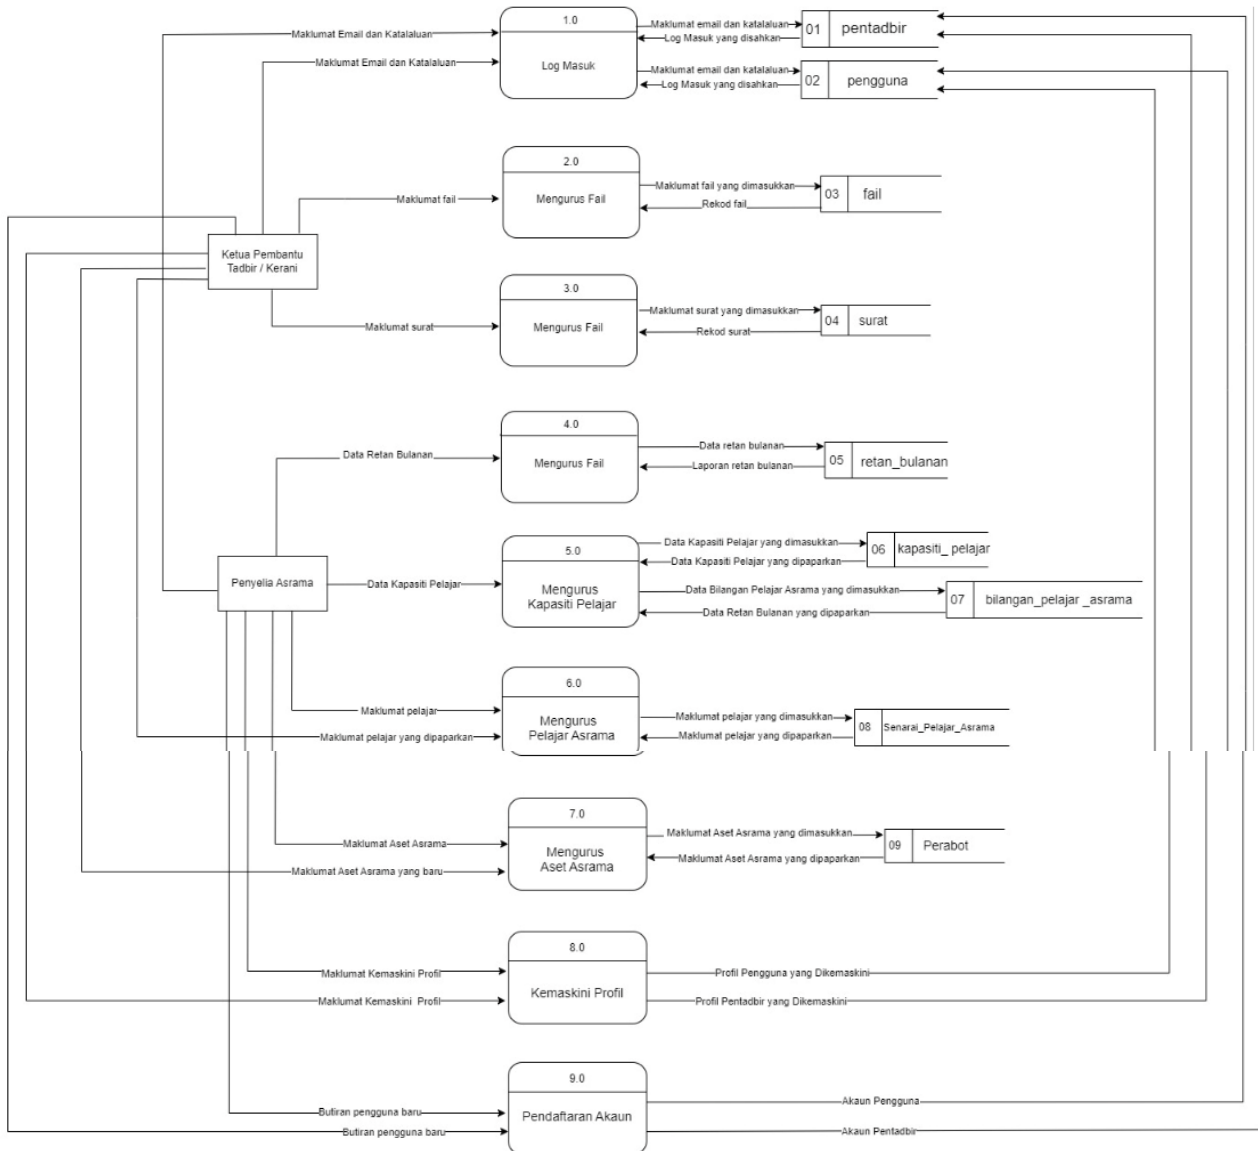 1.0
Maklumat Email dan Katalaluan
Maklumat email dan katalaluan
01
pentadbir
Log Masuk yang disahkan
Maklumat Email dan Katalaluan
Log Masuk
Maklumat email dan katalaluan
02
pengguna
Log Masuk yang disahkan
2.0
Maklumat fail
Mengurus Fail
Maklumat fail yang dimasukkan
03
fail
Rekod fail
Ketua Pembantu
Tadbir / Kerani
3.0
Maklumat surat
Mengurus Fail
Maklumat surat yang dimasukkan
04
surat
Rekod surat
4.0
Data Retan Bulanan
Mengurus Fail
Data retan bulanan
05
retan_bulanan
Laporan retan bulanan
5.0
Penyelia Asrama
Data Kapasiti Pelajar
Mengurus
Kapasiti Pelajar
Data Kapasiti Pelajar yang dimasukkan
06
kapasiti_ pelajar
Data Kapasiti Pelajar yang dipaparkan
Data Bilangan Pelajar Asrama yang dimasukkan
07
bilangan_pelajar _asrama
Data Retan Bulanan yang dipaparkan
6.0
Maklumat pelajar
Mengurus
Pelajar Asrama
Maklumat pelajar yang dimasukkan
08
Senarai_Pelajar_Asrama
Maklumat pelajar yang dipaparkan
Maklumat pelajar yang dipaparkan
7.0
Maklumat Aset Asrama
Mengurus
Aset Asrama
Maklumat Aset Asrama yang dimasukkan
09
Perabot
Maklumat Aset Asrama yang baru
Maklumat Aset Asrama yang dipaparkan
8.0
Maklumat Kemaskini Profil
Kemaskini Profil
Profil Pengguna yang Dikemaskini
Maklumat Kemaskini Profil
Profil Pentadbir yang Dikemaskini
9.0
Butiran pengguna baru
Pendaftaran Akaun
Akaun Pengguna
Butiran pengguna baru
Akaun Pentadbir